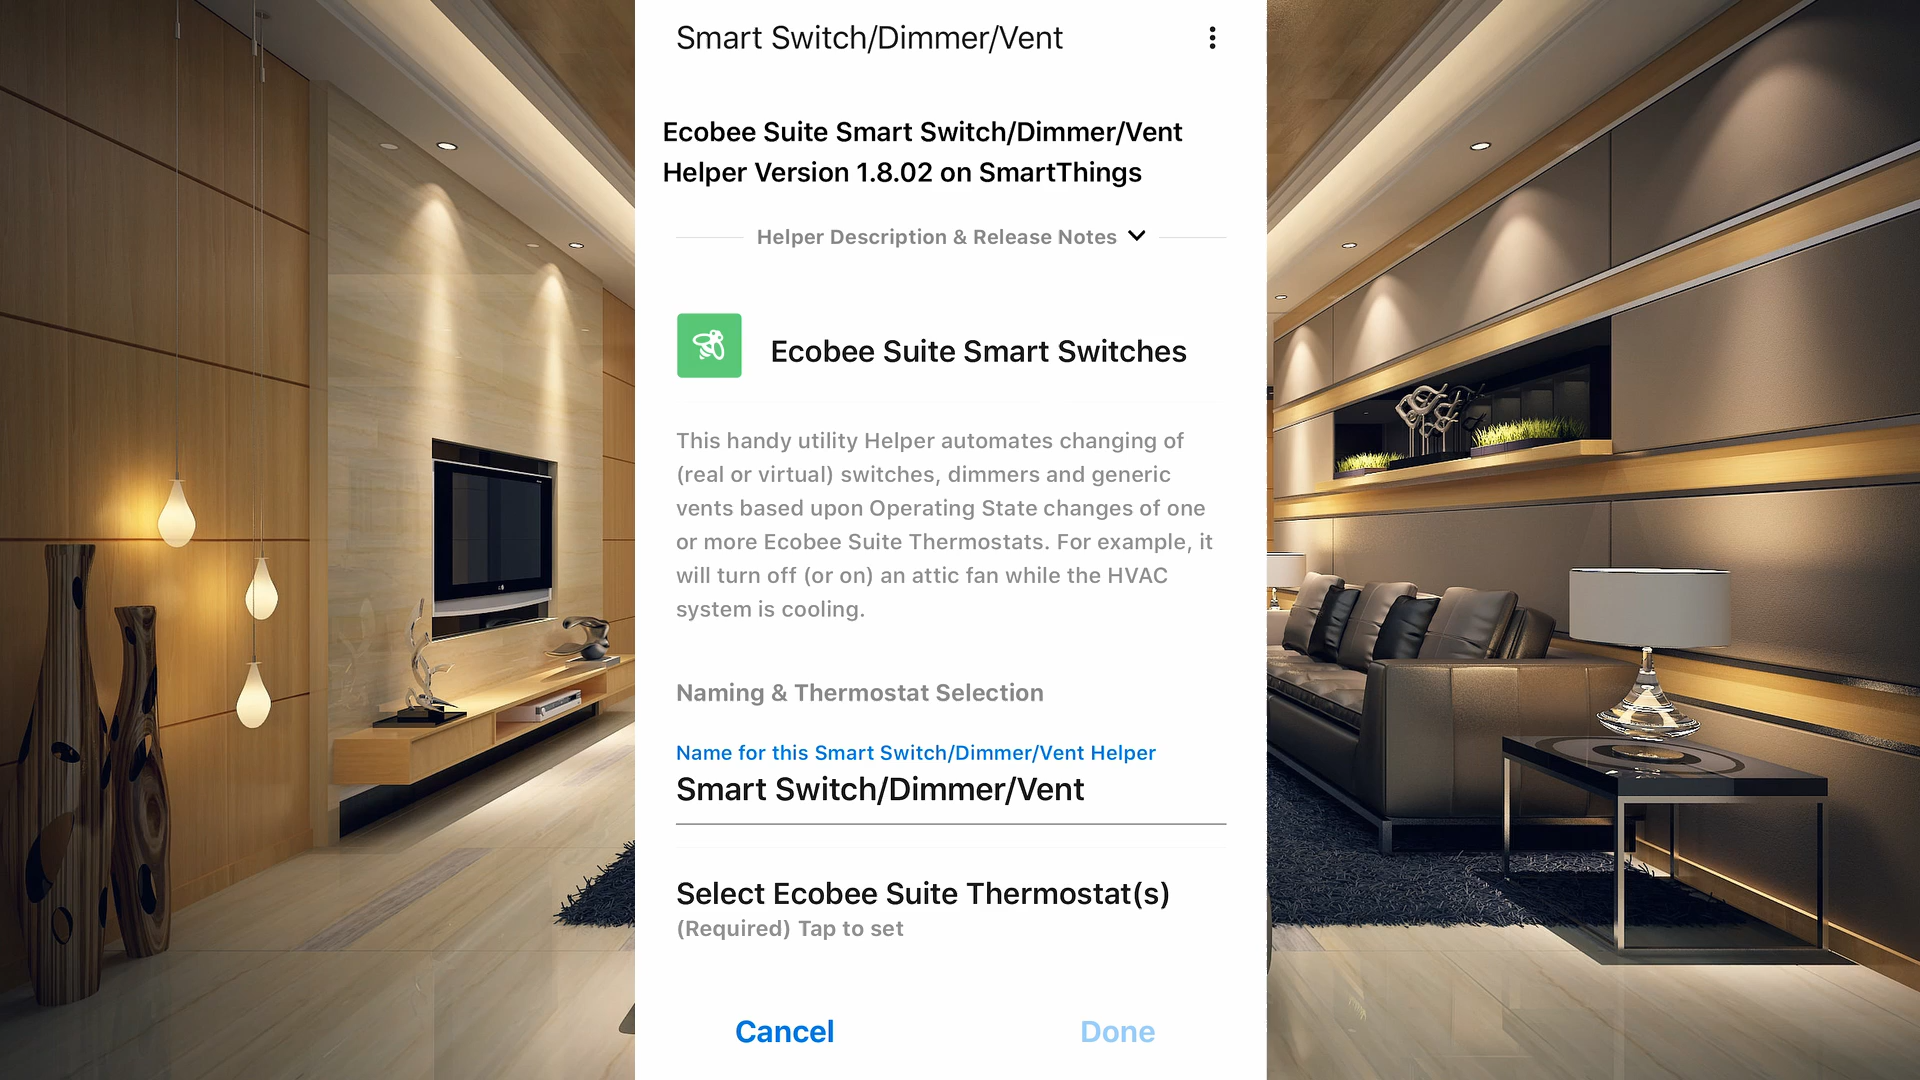 Smart Switch/Dimmer/Vent
Ecobee Suite Smart Switch/Dimmer/Vent
Helper Version 1.8.02 on SmartThings
Helper Description & Release Notes
Ecobee Suite Smart Switches
This handy utility Helper automates changing of
(real or virtual) switches, dimmers and generic
vents based upon Operating State changes of one
or more Ecobee Suite Thermostats. For example, it
will turn off (or on) an attic fan while the HVAC
system is cooling.
Naming & Thermostat Selection
Name for this Smart Switch/Dimmer/Vent Helper
Smart Switch/Dimmer/Vent
Select Ecobee Suite Thermostat(s)
(Required) Tap to set
Cancel
Done